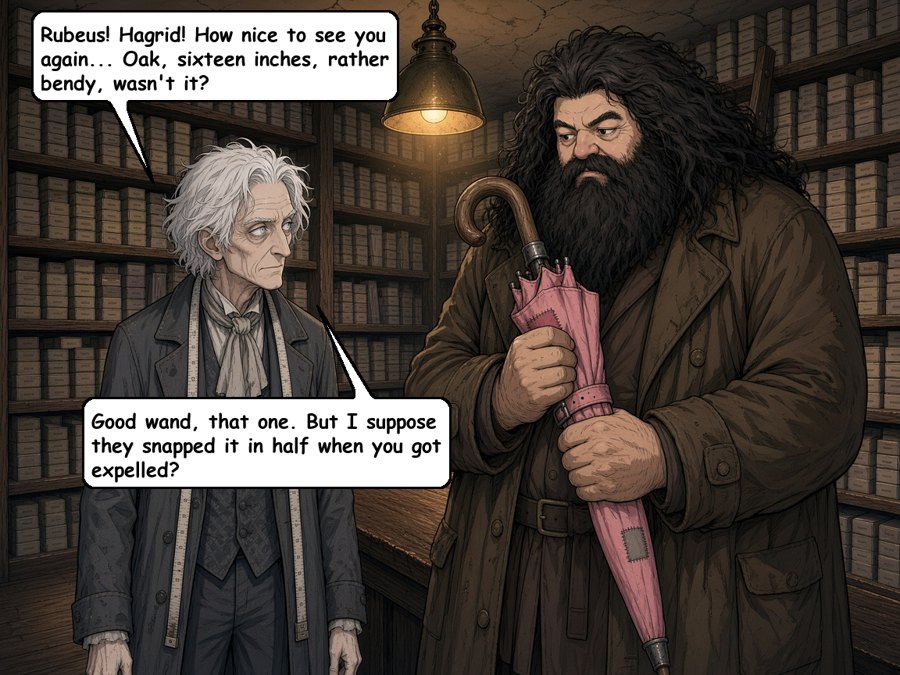 Rubeus! Hagrid! How nice to see you
again... Oak, sixteen inches, rather
bendy, wasn't it?
Good wand, that one. But I suppose
they snapped it in half when you got
expelled?